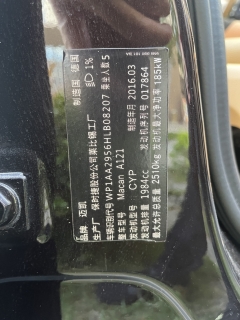 品牌 迈凯 制造国 德国
生产厂 保时捷股份公司莱比锡工厂 1%
车辆识别代号 WP1AA2956HLB08207 乘坐人数 5
整车型号 Macan A121
发动机型号 CYP 制造年月 2016.03
发动机排量 1984cc 发动机序列号 017864
最大允许总质量 2510kg 发动机最大净功率 185kW